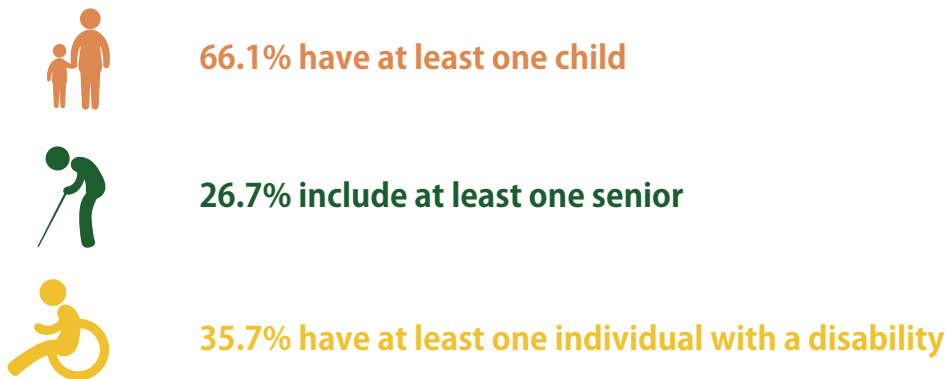 66.1% have at least one child
26.7% include at least one senior
35.7% have at least one individual with a disability